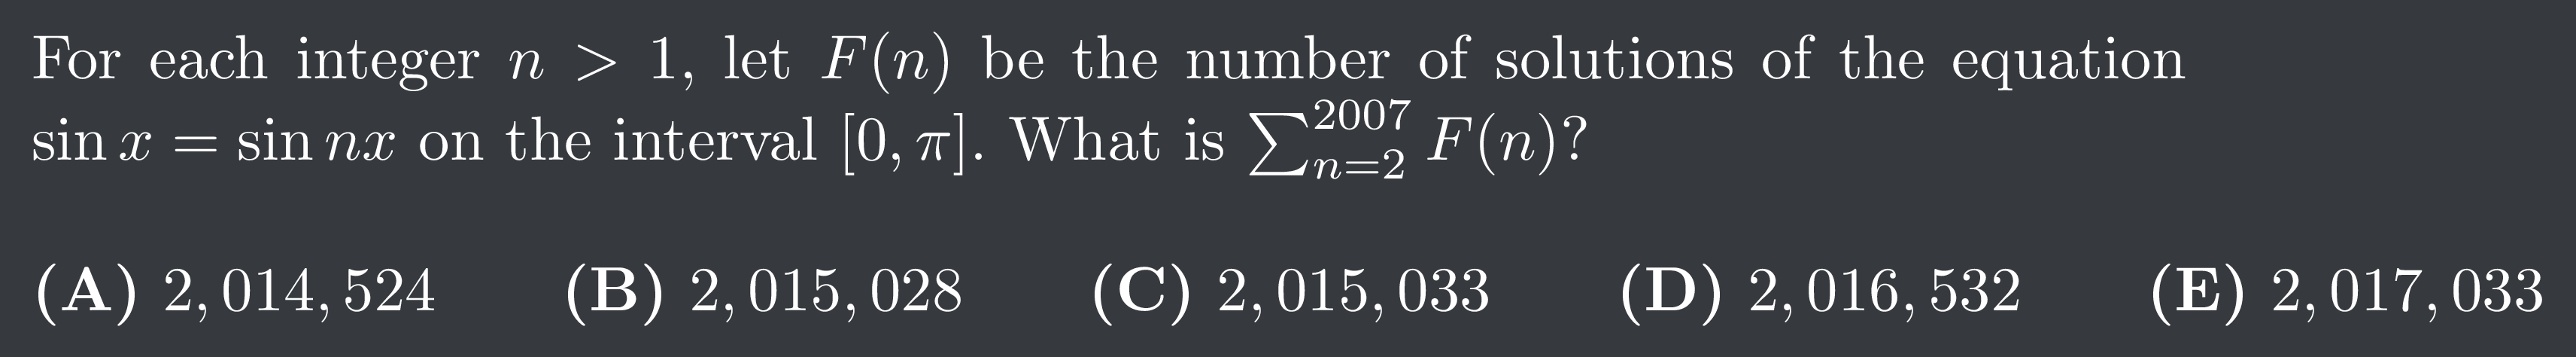 For each integer n > 1, let F(n) be the number of solutions of the equation
sin x = sin nx on the interval [0, π]. What is ∑_{n=2}^{2007} F(n)?
(A) 2, 014, 524 (B) 2, 015, 028 (C) 2, 015, 033 (D) 2, 016, 532 (E) 2, 017, 033